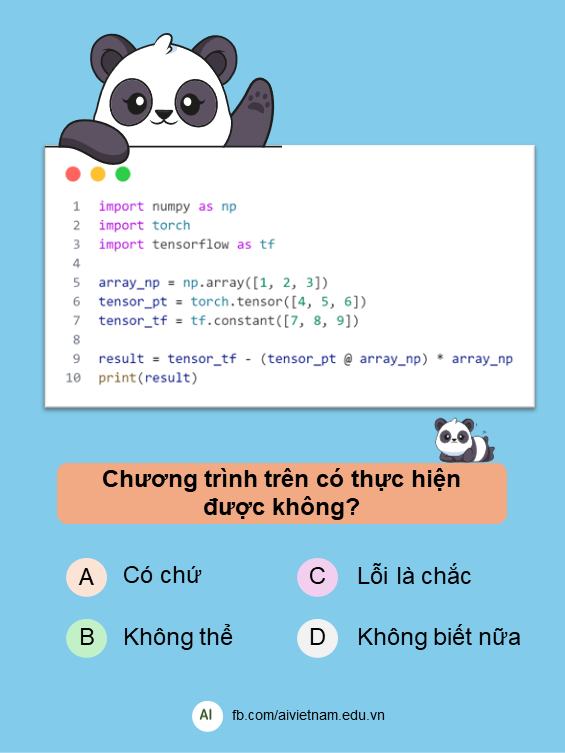 1 import numpy as np
2 import torch
3 import tensorflow as tf
4
5 array_np = np.array([1, 2, 3])
6 tensor_pt = torch.tensor([4, 5, 6])
7 tensor_tf = tf.constant([7, 8, 9])
8
9 result = tensor_tf - (tensor_pt @ array_np) * array_np
10 print(result)
Chương trình trên có thực hiện
được không?
A Có chứ
C Lỗi là chắc
B Không thể
D Không biết nữa
AI fb.com/aivietnam.edu.vn